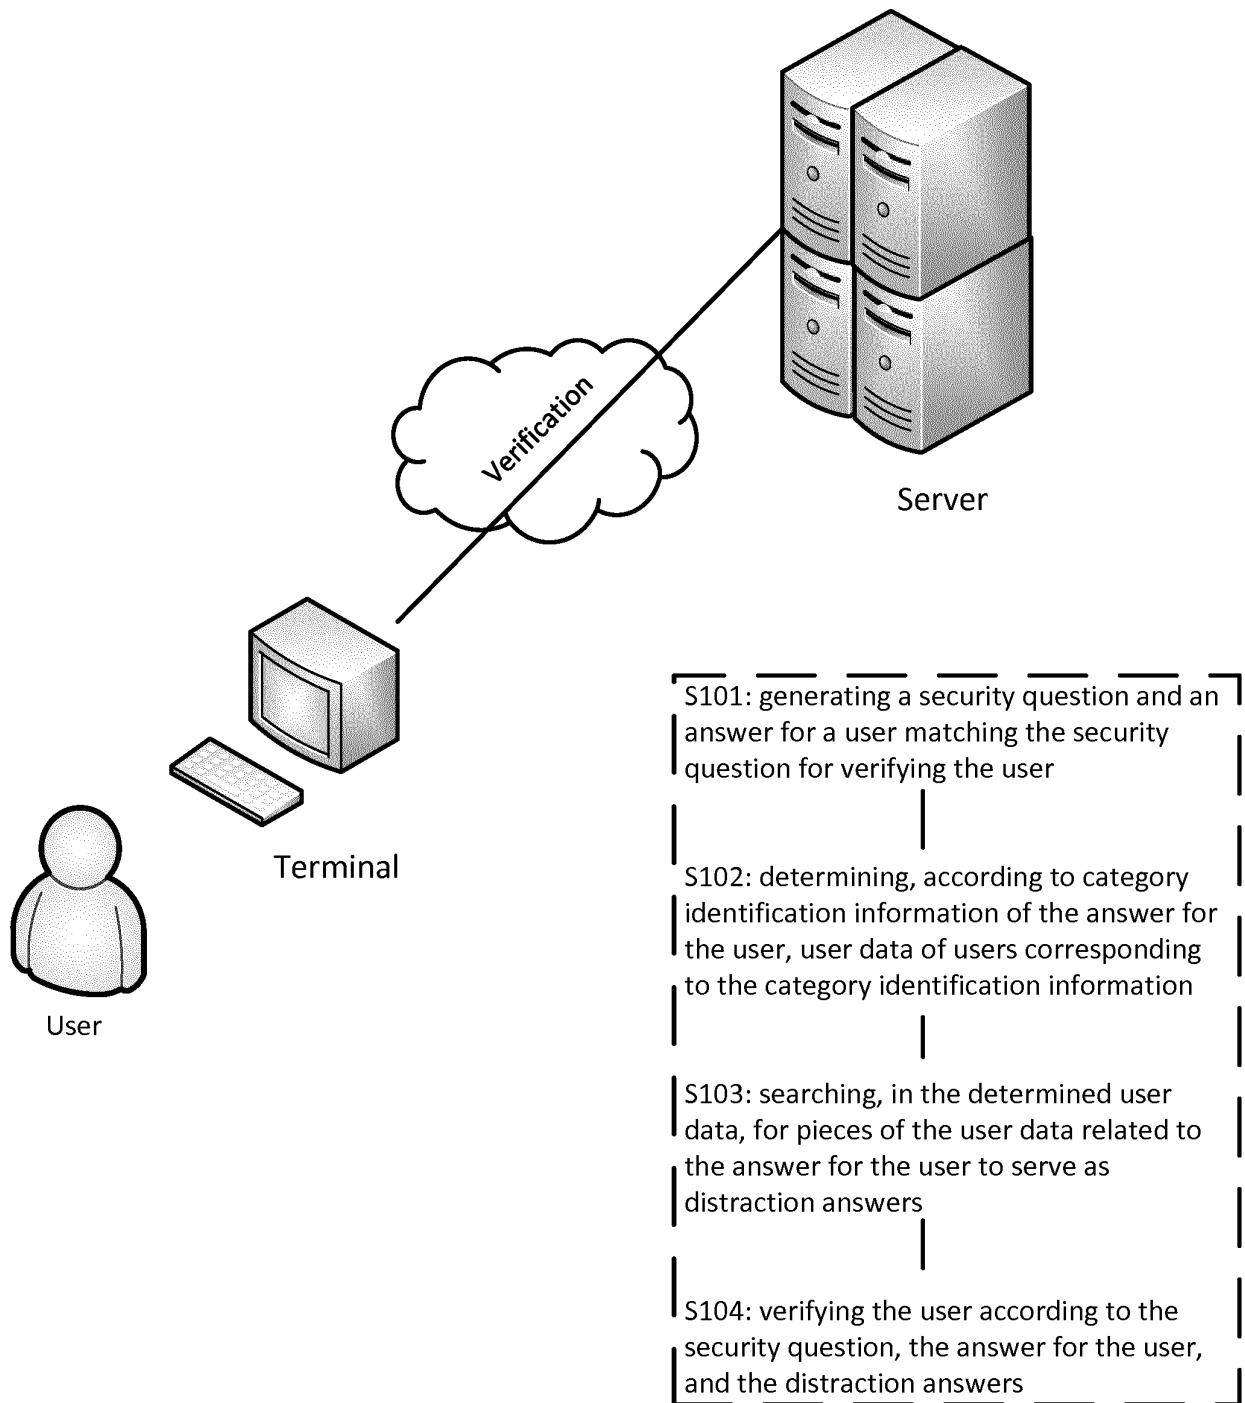 Verification
Server
Terminal
User
S101: generating a security question and an
answer for a user matching the security
question for verifying the user
S102: determining, according to category
identification information of the answer for
the user, user data of users corresponding
to the category identification information
S103: searching, in the determined user
data, for pieces of the user data related to
the answer for the user to serve as
distraction answers
S104: verifying the user according to the
security question, the answer for the user,
and the distraction answers